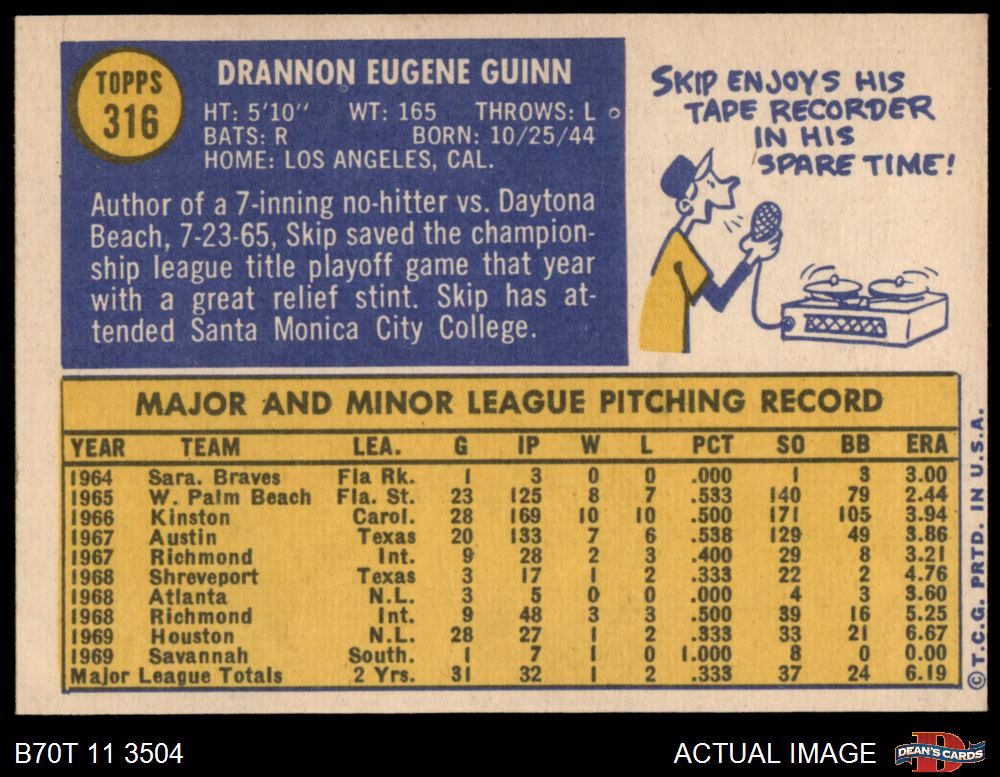 TOPPS
316
DRANNON EUGENE GUINN
HT: 5'10" WT: 165 THROWS: L
BATS: R BORN: 10/25/44
HOME: LOS ANGELES, CAL.
Author of a 7-inning no-hitter vs. Daytona
Beach, 7-23-65, Skip saved the champion-
ship league title playoff game that year
with a great relief stint. Skip has at-
tended Santa Monica City College.
SKIP ENJOYS HIS
TAPE RECORDER
IN HIS
SPARE TIME!
MAJOR AND MINOR LEAGUE PITCHING RECORD
YEAR TEAM LEA. G IP W L PCT SO BB ERA
1964 Sara. Braves Fla Rk. 1 3 0 0 .000 1 3 3.00
1965 W. Palm Beach Fla. St. 23 125 8 7 .533 140 79 2.44
1966 Kinston Carol. 28 169 10 10 .500 171 105 3.94
1967 Austin Texas 20 133 7 6 .538 129 49 3.86
1967 Richmond Int. 9 28 2 3 .400 29 8 3.21
1968 Shreveport Texas 3 17 1 2 .333 22 2 4.76
1968 Atlanta N.L. 3 5 0 0 .000 4 3 3.60
1968 Richmond Int. 9 48 3 3 .500 39 16 5.25
1969 Houston N.L. 28 27 1 2 .333 33 21 6.67
1969 Savannah South. 1 7 1 0 1.000 8 0 0.00
Major League Totals 2 Yrs. 31 32 1 2 .333 37 24 6.19
©T.C.G. PRTD. IN U.S.A.
B70T 11 3504
ACTUAL IMAGE
D
DEAN'S CARDS